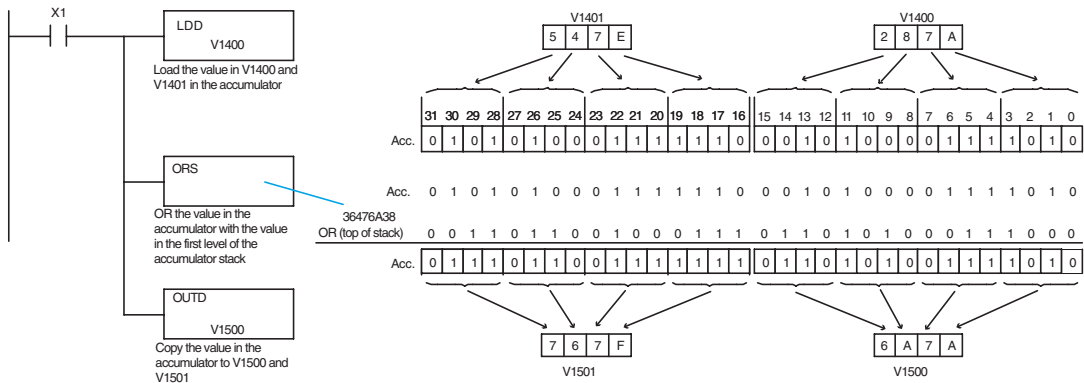 X1
LDD
V1400
Load the value in V1400 and
V1401 in the accumulator
ORS
OR the value in the
accumulator with the value
in the first level of the
accumulator stack
OUTD
V1500
Copy the value in the
accumulator to V1500 and
V1501
V1401
5 4 7 E
V1400
2 8 7 A
31 30 29 28 27 26 25 24 23 22 21 20 19 18 17 16 15 14 13 12 11 10 9 8 7 6 5 4 3 2 1 0
Acc. 0 1 0 1 0 1 0 0 0 1 1 1 1 1 1 0 0 0 1 0 1 0 0 0 0 1 1 1 1 0 1 0
Acc. 0 1 0 1 0 1 0 0 0 1 1 1 1 1 1 0 0 0 1 0 1 0 0 0 0 1 1 1 1 0 1 0
36476A38
OR (top of stack) 0 0 1 1 0 1 1 0 0 1 0 0 0 1 1 1 0 1 1 0 1 0 1 0 0 0 1 1 1 0 0 0
Acc. 0 1 1 1 0 1 1 0 0 1 1 1 1 1 1 1 0 1 1 0 1 0 1 0 0 1 1 1 1 0 1 0
7 6 7 F
V1501
6 A 7 A
V1500